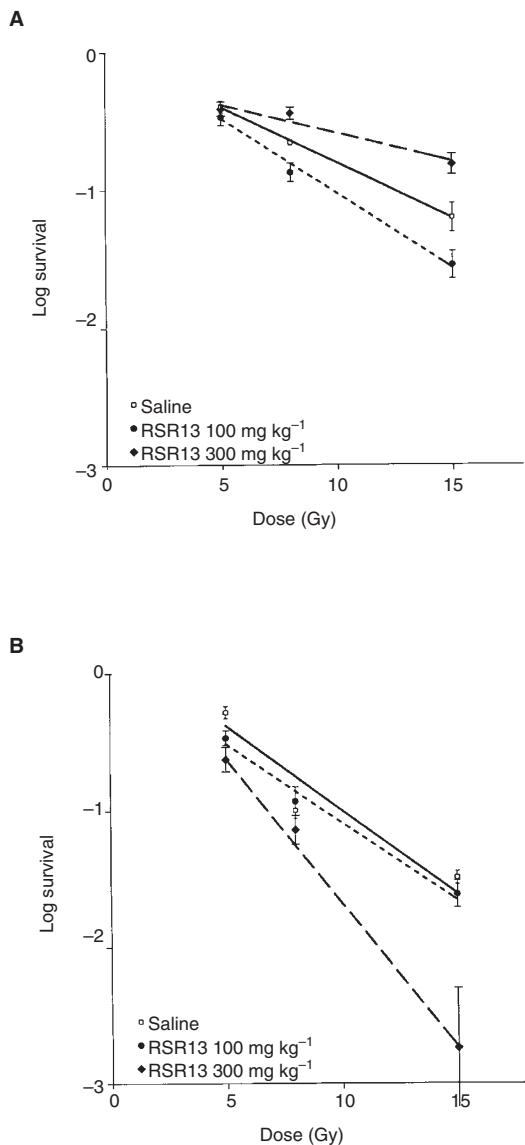 A
0
−1
−2
−3
Log survival
Saline
RSR13 100 mg kg⁻¹
RSR13 300 mg kg⁻¹
0 5 10 15
Dose (Gy)
B
0
−1
−2
−3
Log survival
Saline
RSR13 100 mg kg⁻¹
RSR13 300 mg kg⁻¹
0 5 10 15
Dose (Gy)